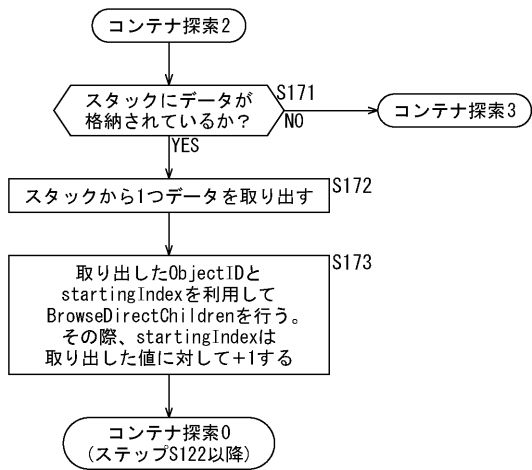 コンテナ探索2
スタックにデータが
格納されているか？
S171
NO
コンテナ探索3
YES
スタックから1つデータを取り出す
S172
取り出したObjectIDと
startingIndexを利用して
BrowseDirectChildrenを行う。
その際、startingIndexは
取り出した値に対して+1する
S173
コンテナ探索0
(ステップS122以降)